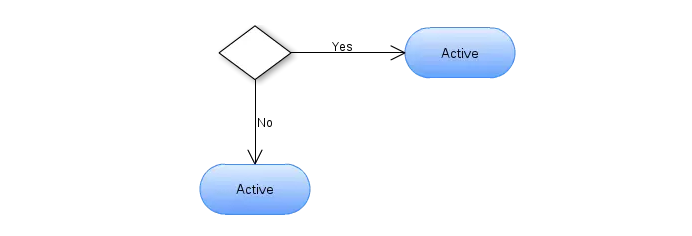 Yes
Active
No
Active